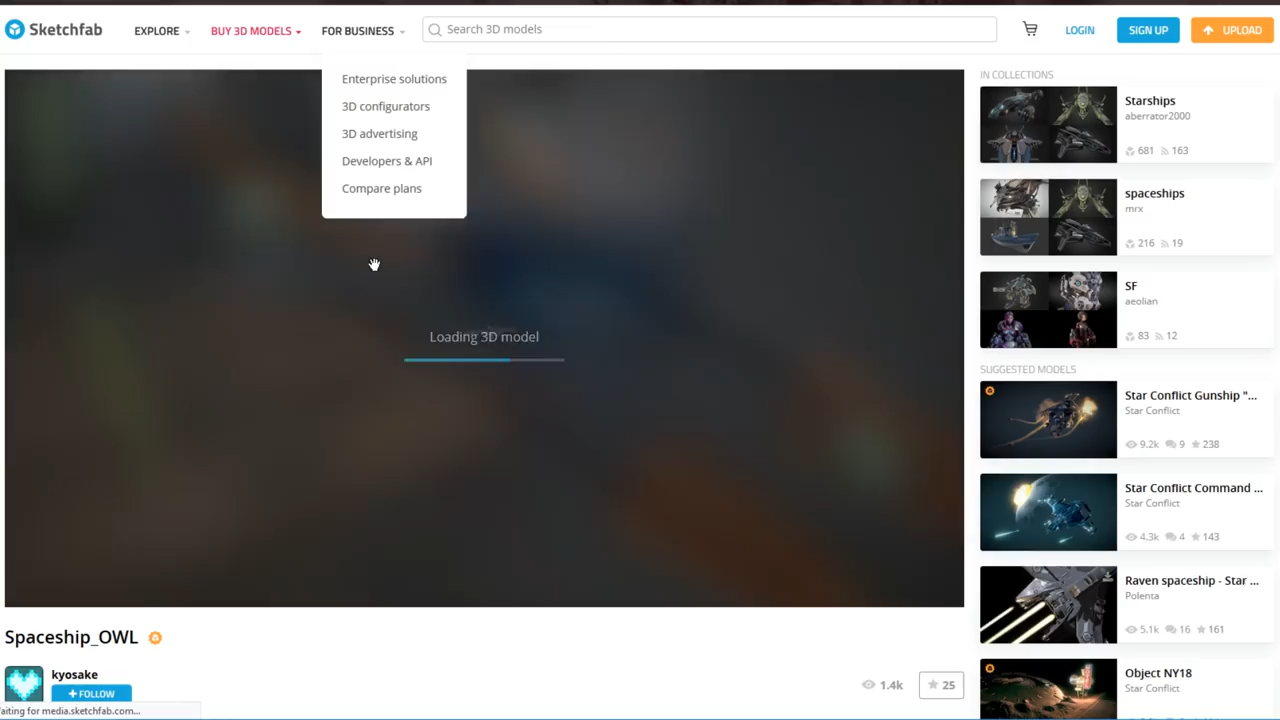 Sketchfab
EXPLORE
BUY 3D MODELS
FOR BUSINESS
Search 3D models
LOGIN
SIGN UP
UPLOAD
Enterprise solutions
3D configurators
3D advertising
Developers & API
Compare plans
Loading 3D model
Spaceship_OWL
kyosake
+ FOLLOW
1.4k
25
aiting for media.sketchfab.com...
IN COLLECTIONS
Starships
aberrator2000
681 163
spaceships
mrx
216 19
SF
aeolian
83 12
SUGGESTED MODELS
Star Conflict Gunship "...
Star Conflict
9.2k 9 238
Star Conflict Command ...
Star Conflict
4.3k 4 143
Raven spaceship - Star ...
Polenta
5.1k 16 161
Object NY18
Star Conflict